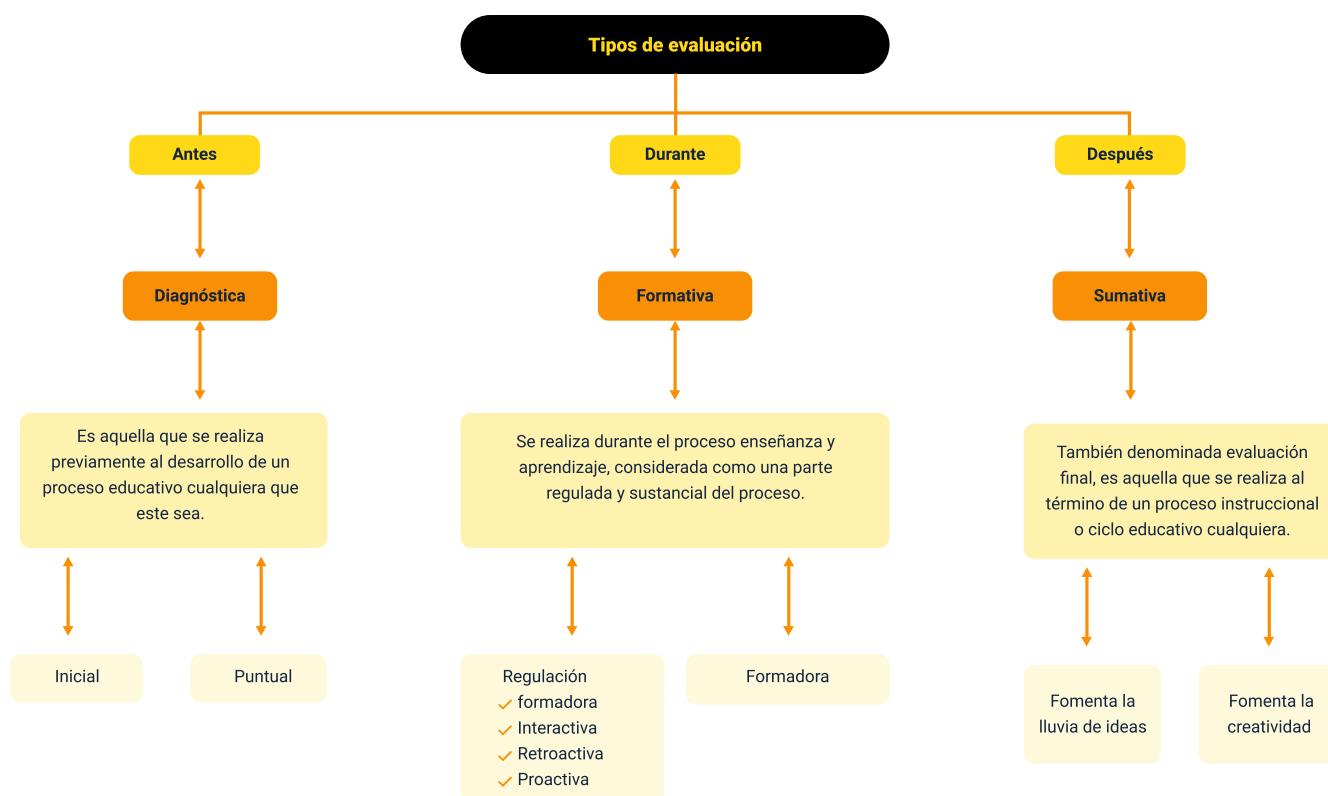 Tipos de evaluación
Antes
Durante
Después
Diagnóstica
Formativa
Sumativa
Es aquella que se realiza
previamente al desarrollo de un
proceso educativo cualquiera que
este sea.
Se realiza durante el proceso enseñanza y
aprendizaje, considerada como una parte
regulada y sustancial del proceso.
También denominada evaluación
final, es aquella que se realiza al
término de un proceso instruccional
o ciclo educativo cualquiera.
Inicial
Puntual
Regulación
formadora
Interactiva
Retroactiva
Proactiva
Formadora
Fomenta la
lluvia de ideas
Fomenta la
creatividad